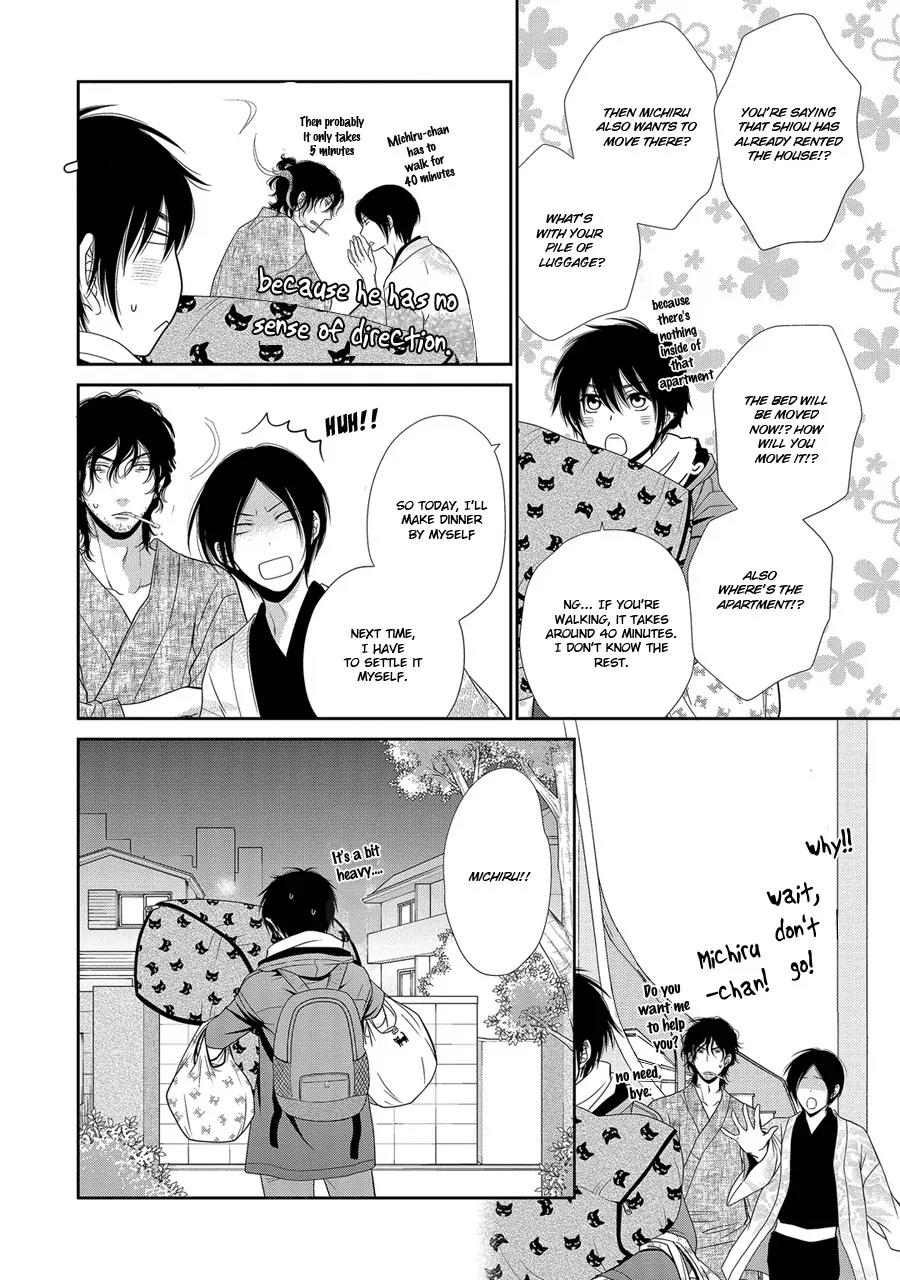 YOU'RE SAYING
THAT SHIOU HAS
ALREADY RENTED
THE HOUSE!?
THEN MICHIRU
ALSO WANTS TO
MOVE THERE?
WHAT'S
WITH YOUR
PILE OF
LUGGAGE?
because
there's
nothing
inside of
that
apartment
THE BED WILL
BE MOVED
NOW!? HOW
WILL YOU
MOVE IT!?
ALSO
WHERE'S THE
APARTMENT!?
NG... IF YOU'RE
WALKING, IT TAKES
AROUND 40 MINUTES.
I DON'T KNOW THE
REST.
Michiru-chan
has to
walk for
40 minutes
Then probably
it only takes
5 minutes
because he has no
sense of direction.
HUH!!
SO TODAY, I'LL
MAKE DINNER
BY MYSELF
NEXT TIME,
I HAVE
TO SETTLE IT
MYSELF.
why!!
wait,
don't
go!
Michiru
-chan!
Do you
want me
to help
you?
no need,
bye.
MICHIRU!!
It's a bit
heavy....